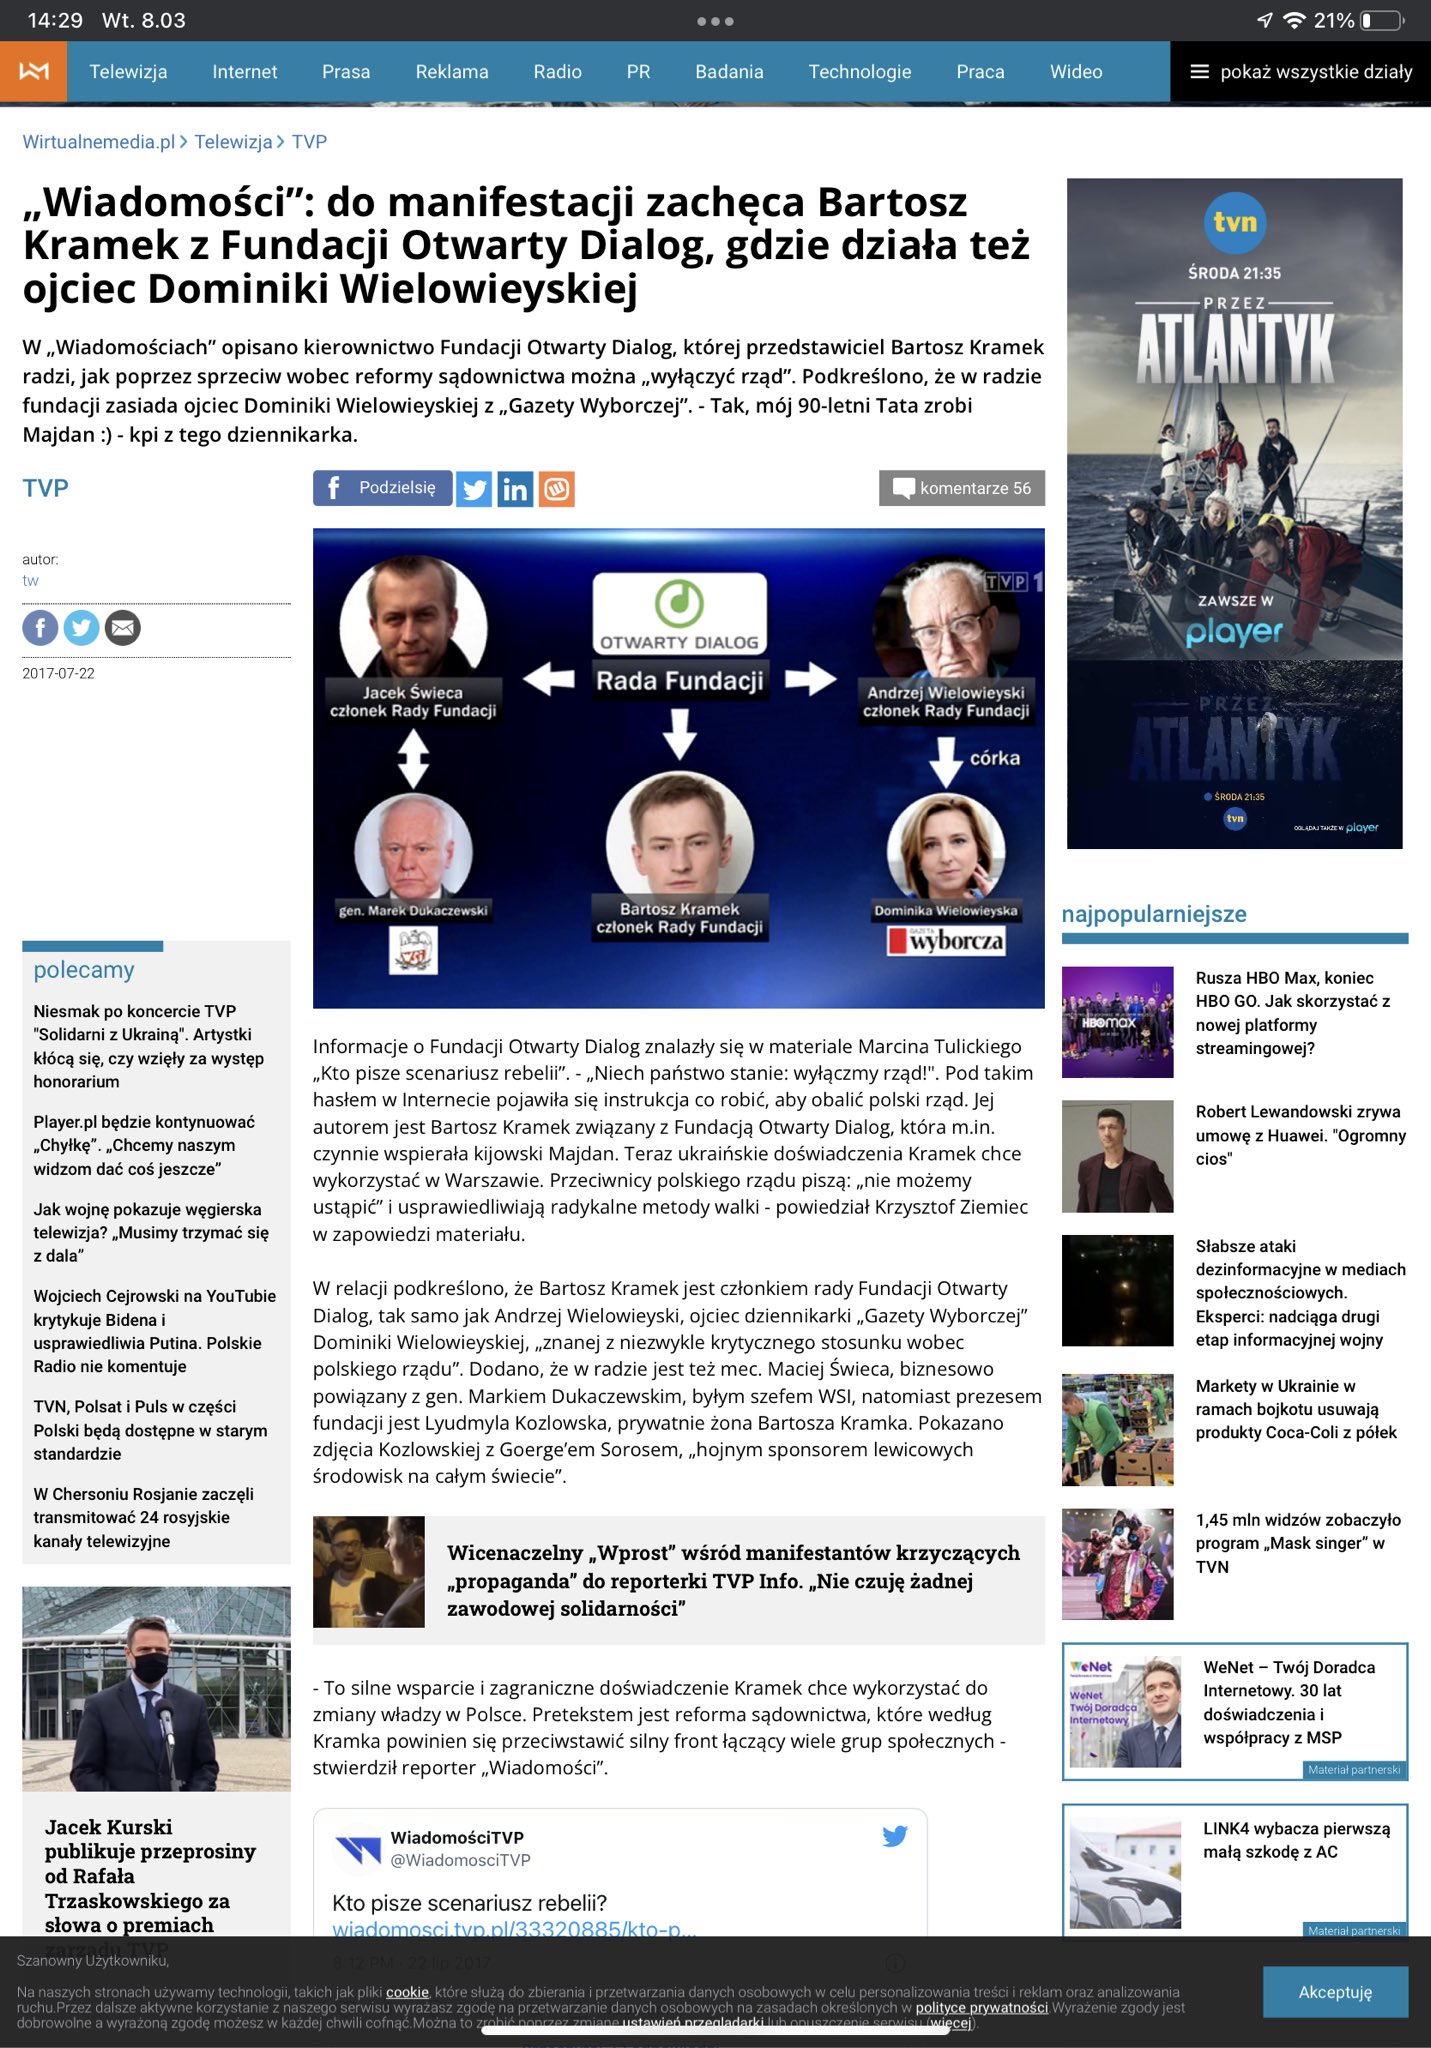 14:29 Wt. 8.03
21%
Telewizja Internet Prasa Reklama Radio PR Badania Technologie Praca Wideo
pokaż wszystkie działy
Wirtualnemedia.pl > Telewizja > TVP
„Wiadomości”: do manifestacji zachęca Bartosz
Kramek z Fundacji Otwarty Dialog, gdzie działa też
ojciec Dominiki Wielowieyskiej
W „Wiadomościach” opisano kierownictwo Fundacji Otwarty Dialog, której przedstawiciel Bartosz Kramek
radzi, jak poprzez sprzeciw wobec reformy sądownictwa można „wyłączyć rząd”. Podkreślono, że w radzie
fundacji zasiada ojciec Dominiki Wielowieyskiej z „Gazety Wyborczej”. - Tak, mój 90-letni Tata zrobi
Majdan :) - kpi z tego dziennikarka.
TVP
autor:
tw
2017-07-22
Podzielsię
komentarze 56
TVP 1
OTWARTY DIALOG
Rada Fundacji
Jacek Świeca
członek Rady Fundacji
Andrzej Wielowieyski
członek Rady Fundacji
córka
gen. Marek Dukaczewski
Bartosz Kramek
członek Rady Fundacji
Dominika Wielowieyska
GAZETA
wyborcza
Informacje o Fundacji Otwarty Dialog znalazły się w materiale Marcina Tulickiego
„Kto pisze scenariusz rebelii”. - „Niech państwo stanie: wyłączmy rząd!". Pod takim
hasłem w Internecie pojawiła się instrukcja co robić, aby obalić polski rząd. Jej
autorem jest Bartosz Kramek związany z Fundacją Otwarty Dialog, która m.in.
czynnie wspierała kijowski Majdan. Teraz ukraińskie doświadczenia Kramek chce
wykorzystać w Warszawie. Przeciwnicy polskiego rządu piszą: „nie możemy
ustąpić” i usprawiedliwiają radykalne metody walki - powiedział Krzysztof Ziemiec
w zapowiedzi materiału.
W relacji podkreślono, że Bartosz Kramek jest członkiem rady Fundacji Otwarty
Dialog, tak samo jak Andrzej Wielowieyski, ojciec dziennikarki „Gazety Wyborczej”
Dominiki Wielowieyskiej, „znanej z niezwykle krytycznego stosunku wobec
polskiego rządu”. Dodano, że w radzie jest też mec. Maciej Świeca, biznesowo
powiązany z gen. Markiem Dukaczewskim, byłym szefem WSI, natomiast prezesem
fundacji jest Lyudmyla Kozlowska, prywatnie żona Bartosza Kramka. Pokazano
zdjęcia Kozlowskiej z Goerge’em Sorosem, „hojnym sponsorem lewicowych
środowisk na całym świecie”.
Wicenaczelny „Wprost” wśród manifestantów krzyczących
„propaganda” do reporterki TVP Info. „Nie czuję żadnej
zawodowej solidarności”
- To silne wsparcie i zagraniczne doświadczenie Kramek chce wykorzystać do
zmiany władzy w Polsce. Pretekstem jest reforma sądownictwa, które według
Kramka powinien się przeciwstawić silny front łączący wiele grup społecznych -
stwierdził reporter „Wiadomości”.
WiadomościTVP
@WiadomosciTVP
Kto pisze scenariusz rebelii?
wiadomosci.tvp.pl/33320885/kto-p...
8:12 PM · 22 lip 2017
polecamy
Niesmak po koncercie TVP
"Solidarni z Ukrainą". Artystki
kłócą się, czy wzięły za występ
honorarium
Player.pl będzie kontynuować
„Chyłkę”. „Chcemy naszym
widzom dać coś jeszcze”
Jak wojnę pokazuje węgierska
telewizja? „Musimy trzymać się
z dala”
Wojciech Cejrowski na YouTubie
krytykuje Bidena i
usprawiedliwia Putina. Polskie
Radio nie komentuje
TVN, Polsat i Puls w części
Polski będą dostępne w starym
standardzie
W Chersoniu Rosjanie zaczęli
transmitować 24 rosyjskie
kanały telewizyjne
Jacek Kurski
publikuje przeprosiny
od Rafała
Trzaskowskiego za
słowa o premiach
zarządu TVP
tvn
ŚRODA 21:35
PRZEZ
ATLANTYK
ZAWSZE W
player
PRZEZ
ATLANTYK
ŚRODA 21:35
tvn
OGLĄDAJ TAKŻE W player
najpopularniejsze
HBOMAX
Rusza HBO Max, koniec
HBO GO. Jak skorzystać z
nowej platformy
streamingowej?
Robert Lewandowski zrywa
umowę z Huawei. "Ogromny
cios"
Słabsze ataki
dezinformacyjne w mediach
społecznościowych.
Eksperci: nadciąga drugi
etap informacyjnej wojny
Markety w Ukrainie w
ramach bojkotu usuwają
produkty Coca-Coli z półek
1,45 mln widzów zobaczyło
program „Mask singer” w
TVN
WeNet
WeNet
Twój Doradca
Internetowy
WeNet – Twój Doradca
Internetowy. 30 lat
doświadczenia i
współpracy z MSP
Materiał partnerski
LINK4 wybacza pierwszą
małą szkodę z AC
Materiał partnerski
Szanowny Użytkowniku,
Na naszych stronach używamy technologii, takich jak pliki cookie, które służą do zbierania i przetwarzania danych osobowych w celu personalizowania treści i reklam oraz analizowania
ruchu.Przez dalsze aktywne korzystanie z naszego serwisu wyrażasz zgodę na przetwarzanie danych osobowych na zasadach określonych w polityce prywatności.Wyrażenie zgody jest
dobrowolne a wyrażoną zgodę możesz w każdej chwili cofnąć.Można to zrobić poprzez zmianę ustawień przeglądarki lub opuszczenie serwisu (więcej).
Akceptuję